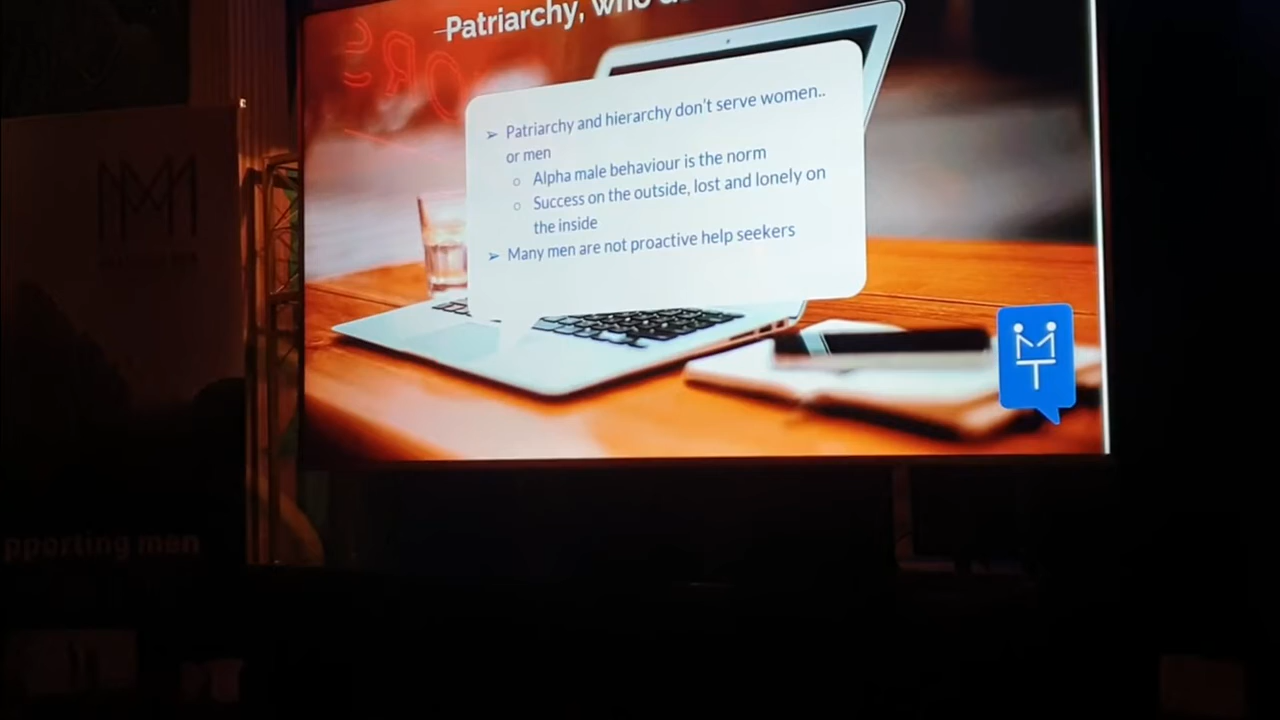 Patriarchy, who
➢ Patriarchy and hierarchy don't serve women..
or men
○ Alpha male behaviour is the norm
○ Success on the outside, lost and lonely on
the inside
➢ Many men are not proactive help seekers
MT
pporting men